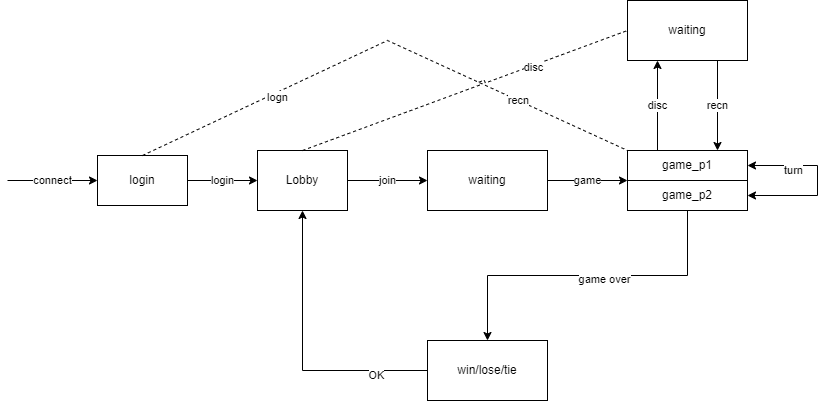 waiting
disc
logn
recn
disc
recn
connect
login
login
Lobby
join
waiting
game
game_p1
turn
game_p2
game over
win/lose/tie
OK